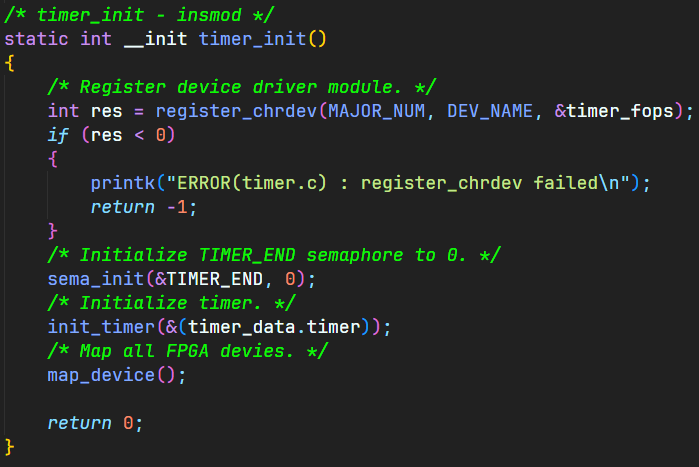 /* timer_init - insmod */
static int __init timer_init()
{
    /* Register device driver module. */
    int res = register_chrdev(MAJOR_NUM, DEV_NAME, &timer_fops);
    if (res < 0)
    {
        printk("ERROR(timer.c) : register_chrdev failed\n");
        return -1;
    }
    /* Initialize TIMER_END semaphore to 0. */
    sema_init(&TIMER_END, 0);
    /* Initialize timer. */
    init_timer(&(timer_data.timer));
    /* Map all FPGA devies. */
    map_device();

    return 0;
}